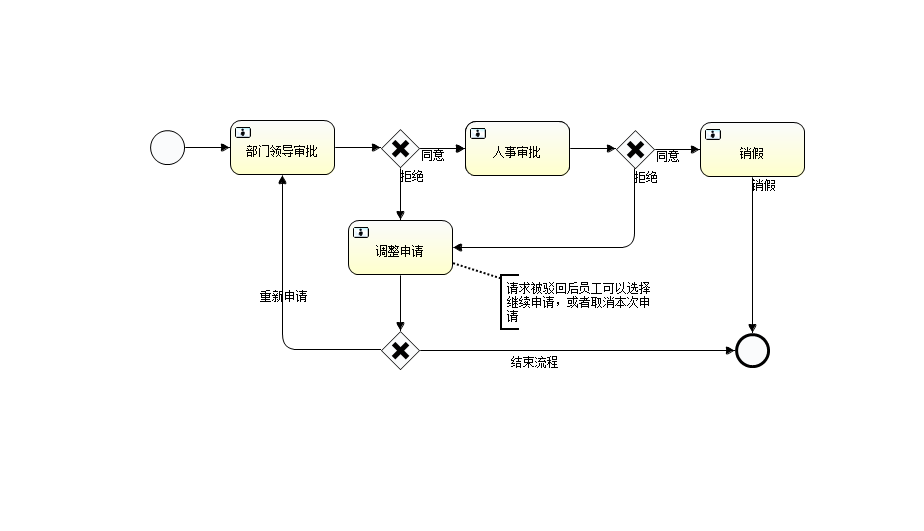 部门领导审批
同意
人事审批
同意
销假
拒绝
拒绝
销假
调整申请
请求被驳回后员工可以选择
继续申请，或者取消本次申
请
重新申请
结束流程